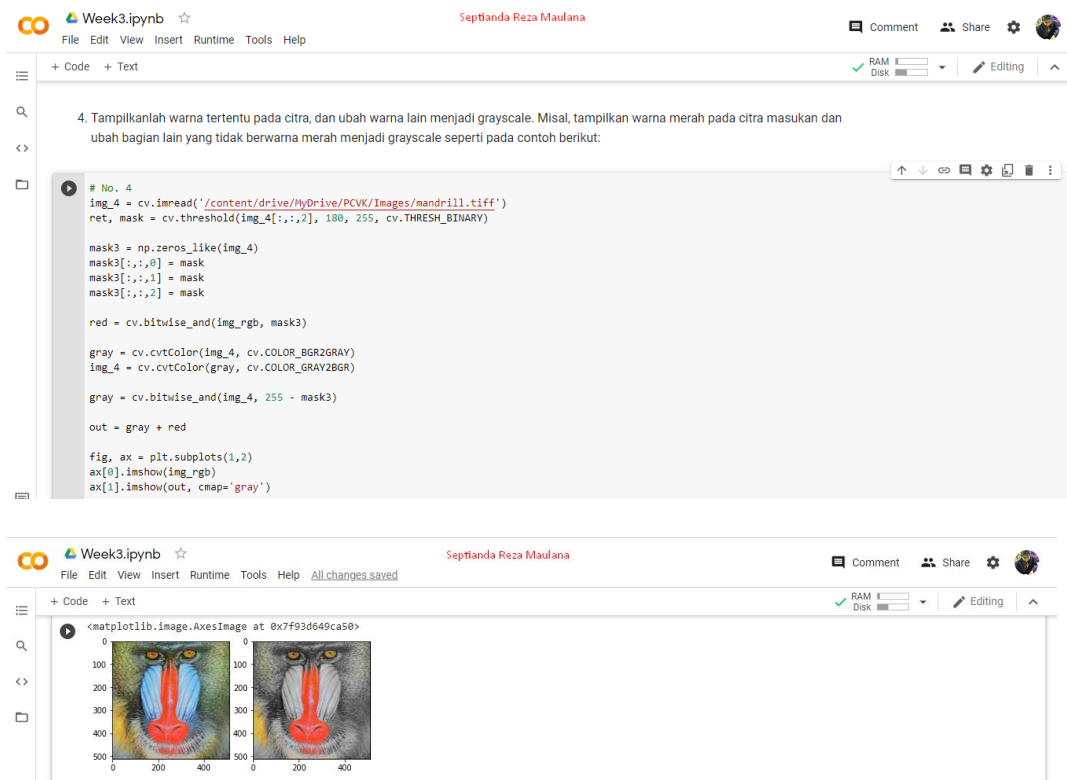 Week3.ipynb
Septianda Reza Maulana
Comment
Share
File Edit View Insert Runtime Tools Help
+ Code + Text
RAM
Disk
Editing
4. Tampilkanlah warna tertentu pada citra, dan ubah warna lain menjadi grayscale. Misal, tampilkan warna merah pada citra masukan dan
ubah bagian lain yang tidak berwarna merah menjadi grayscale seperti pada contoh berikut:
# No. 4
img_4 = cv.imread('/content/drive/MyDrive/PCVK/Images/mandrill.tiff')
ret, mask = cv.threshold(img_4[:,:,2], 180, 255, cv.THRESH_BINARY)
mask3 = np.zeros_like(img_4)
mask3[:,:,0] = mask
mask3[:,:,1] = mask
mask3[:,:,2] = mask
red = cv.bitwise_and(img_rgb, mask3)
gray = cv.cvtColor(img_4, cv.COLOR_BGR2GRAY)
img_4 = cv.cvtColor(gray, cv.COLOR_GRAY2BGR)
gray = cv.bitwise_and(img_4, 255 - mask3)
out = gray + red
fig, ax = plt.subplots(1,2)
ax[0].imshow(img_rgb)
ax[1].imshow(out, cmap='gray')
Week3.ipynb
Septianda Reza Maulana
Comment
Share
File Edit View Insert Runtime Tools Help All changes saved
+ Code + Text
RAM
Disk
Editing
<matplotlib.image.AxesImage at 0x7f93d649ca50>
0 0
100 100
200 200
300 300
400 400
500 500
0 200 400 0 200 400